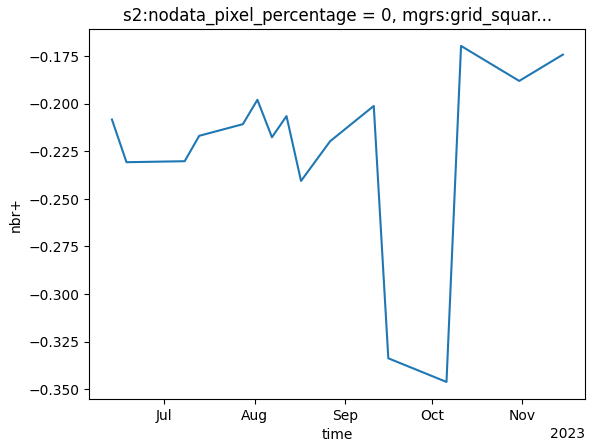 s2:nodata_pixel_percentage = 0, mgrs:grid_squar...
−0.175
−0.200
−0.225
−0.250
−0.275
−0.300
−0.325
−0.350
nbr+
Jul Aug Sep Oct Nov
time
2023